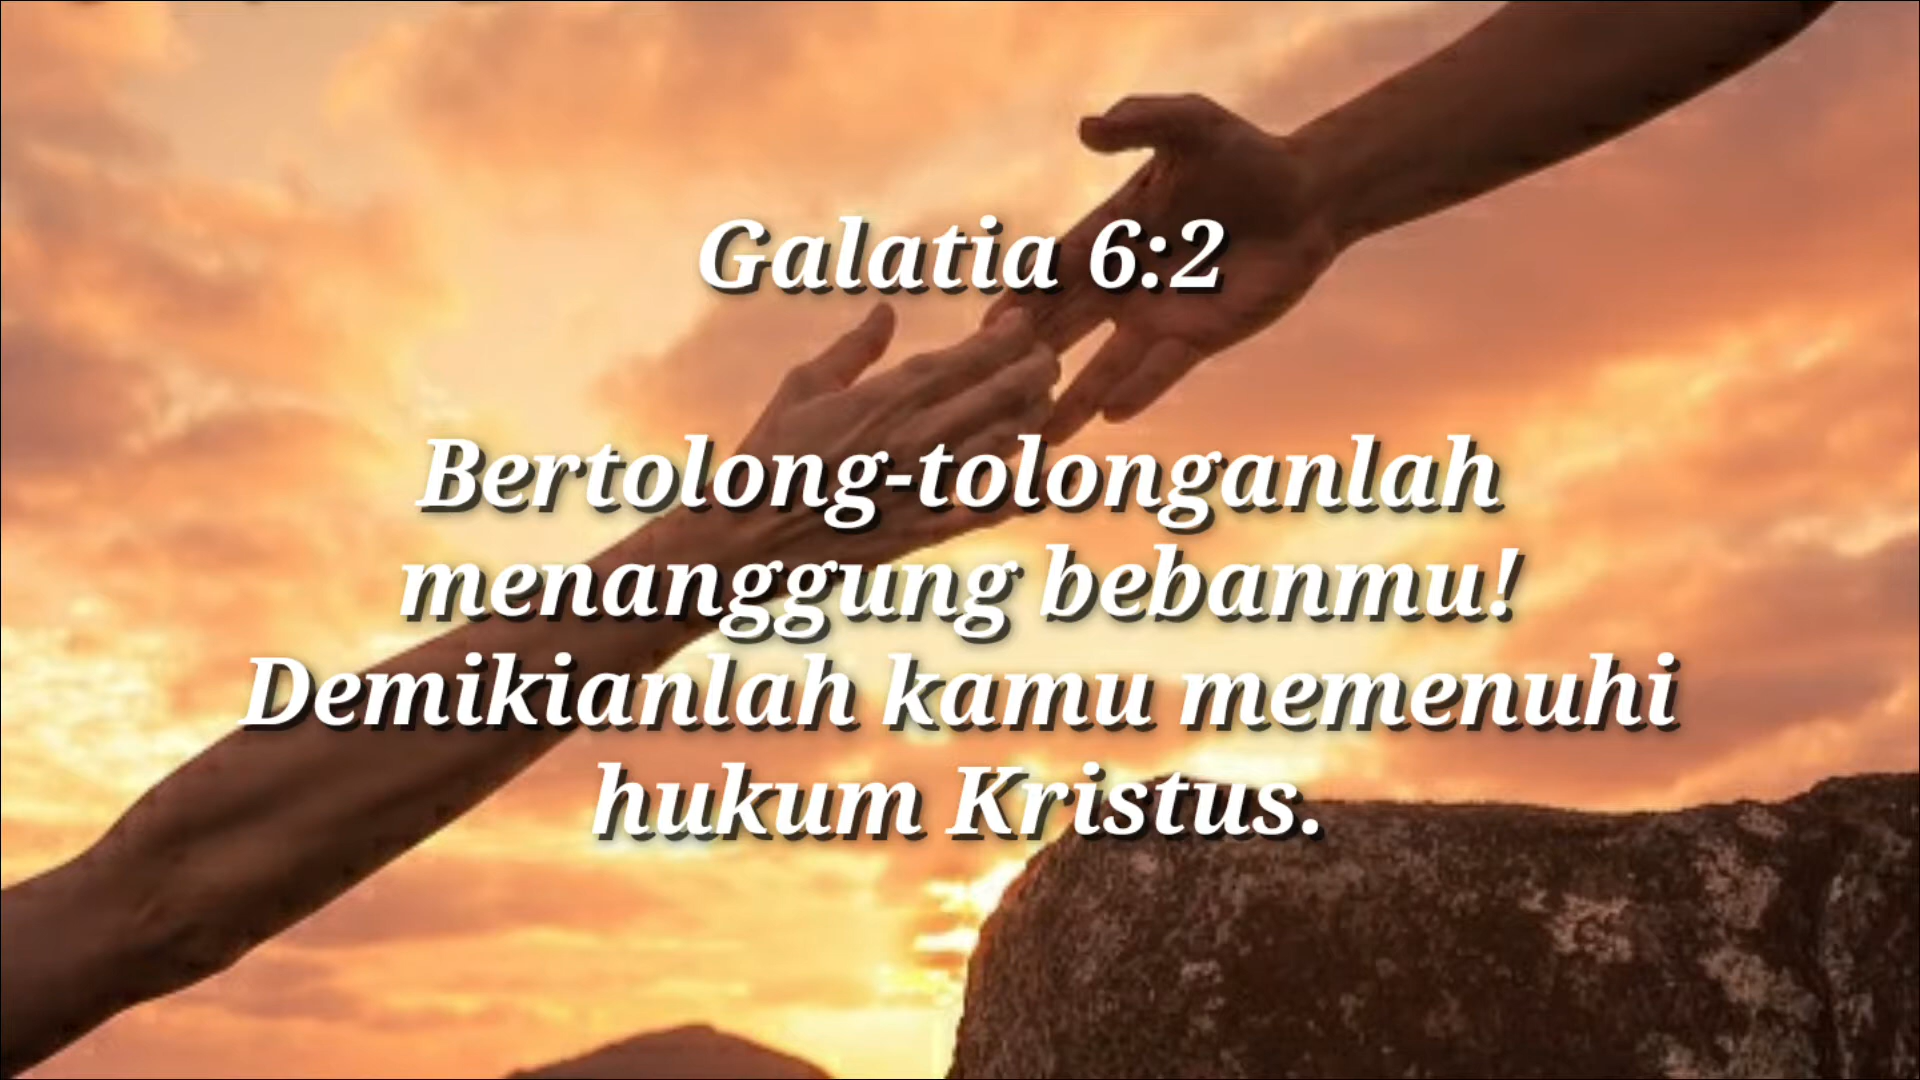 Galatia 6:2
Bertolong-tolonganlah
menanggung bebanmu!
Demikianlah kamu memenuhi
hukum Kristus.